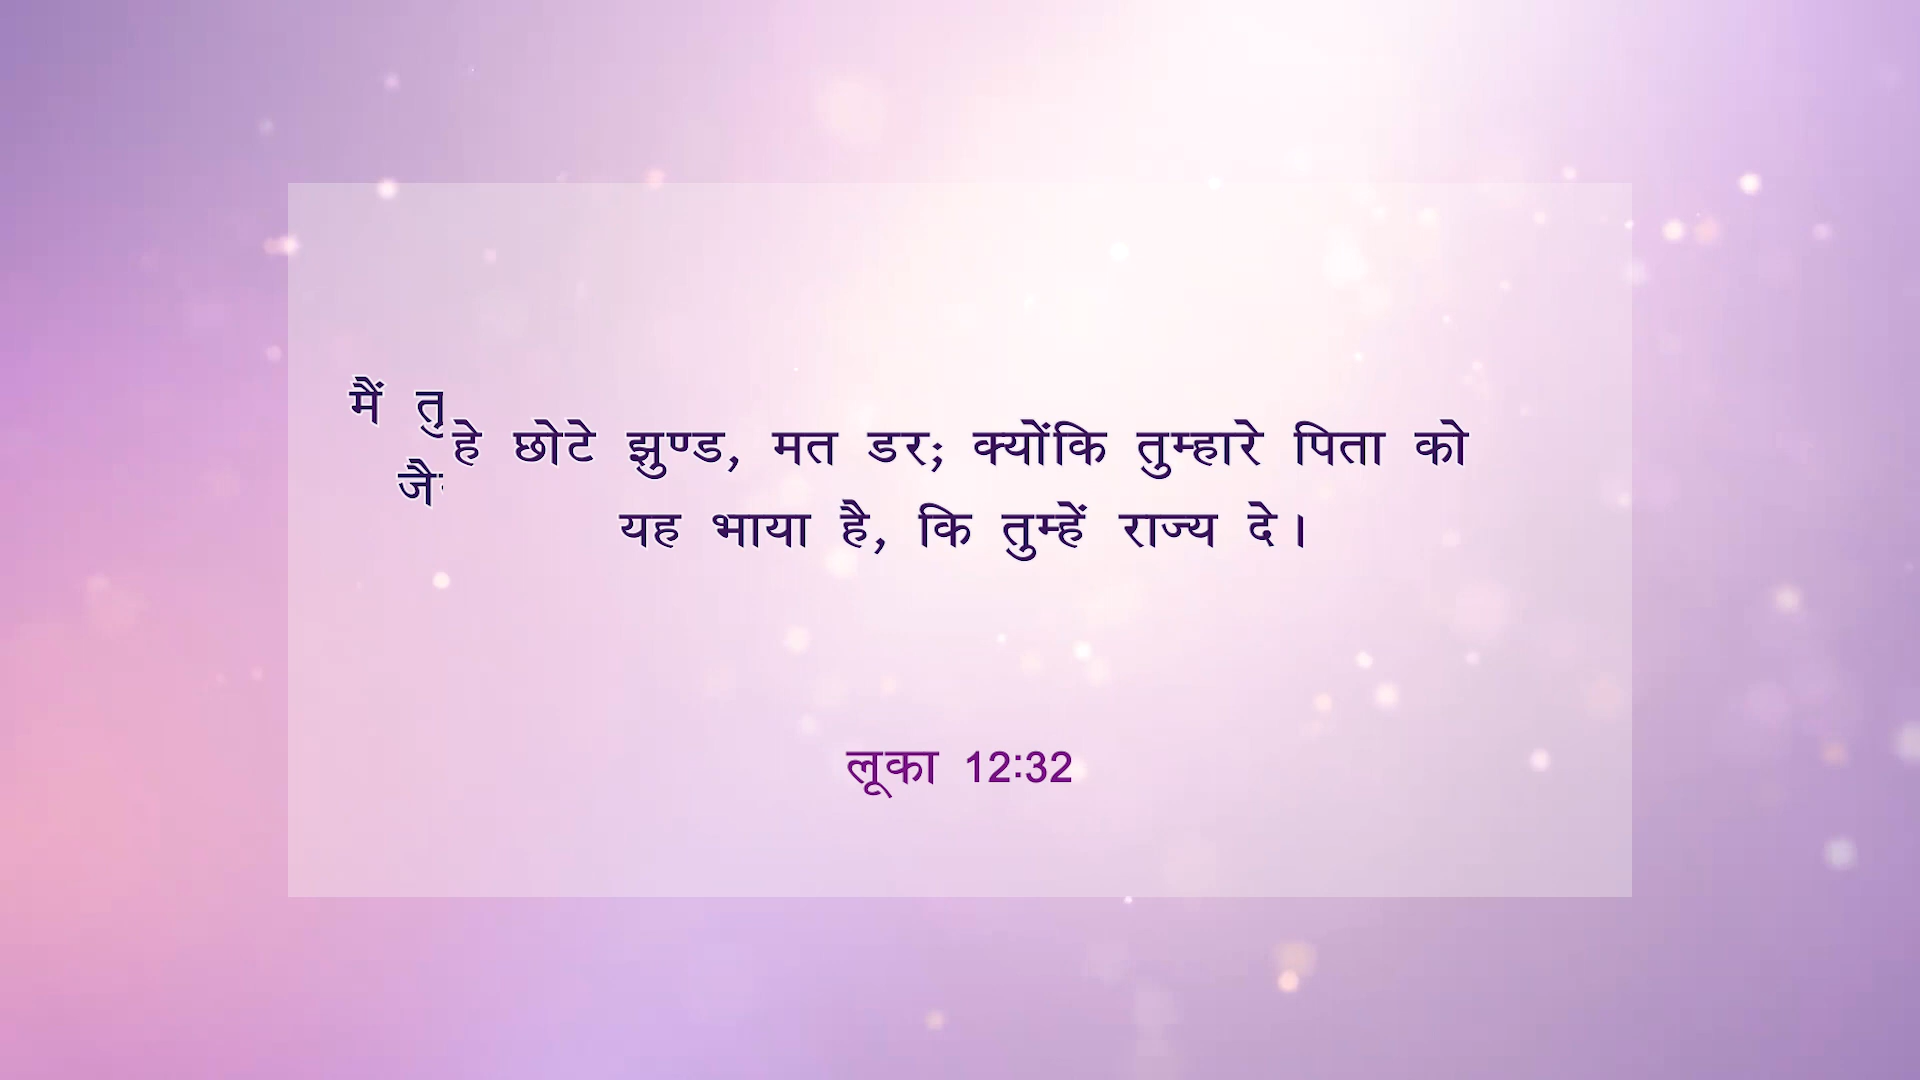 मैं
हे छोटे झुण्ड, मत डर; क्योंकि तुम्हारे पिता को
यह भाया है, कि तुम्हें राज्य दे।
लूका 12:32